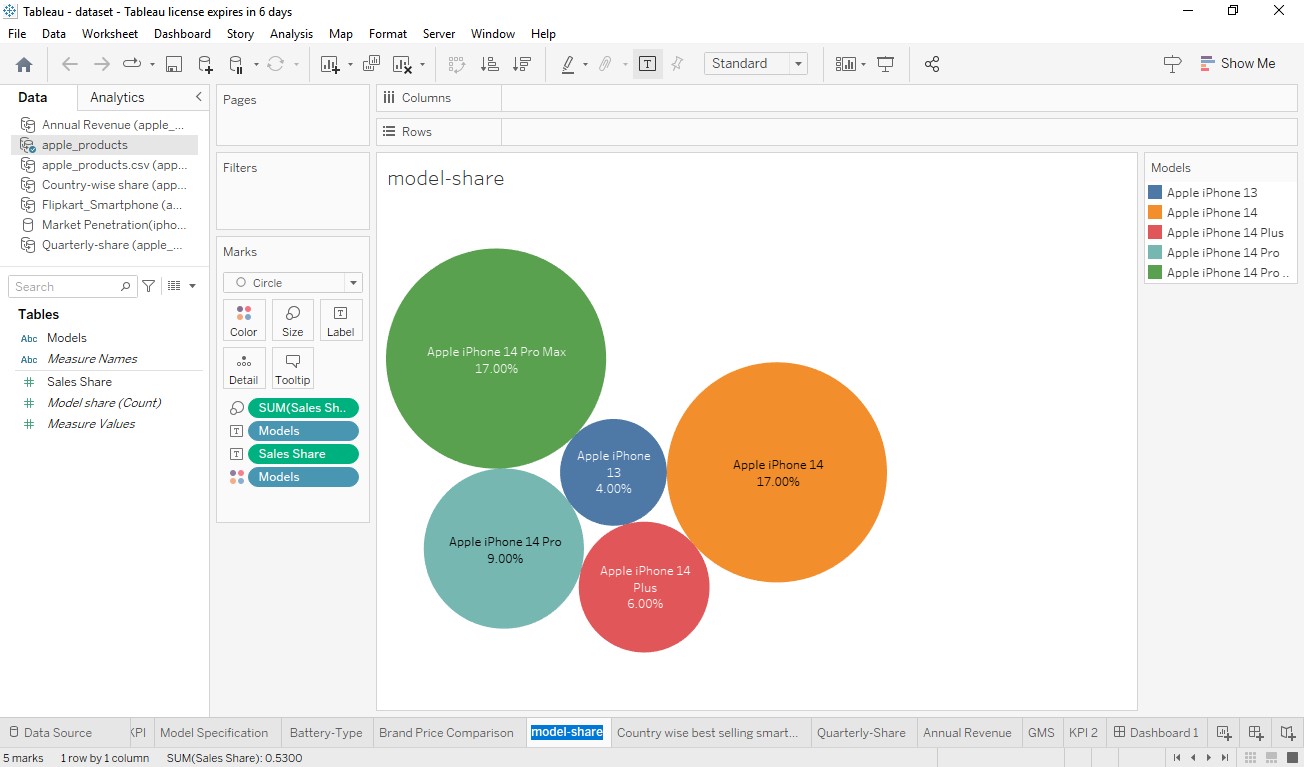 Tableau - dataset - Tableau license expires in 6 days
File Data Worksheet Dashboard Story Analysis Map Format Server Window Help
Standard
Show Me
Data Analytics
Annual Revenue (apple_...
apple_products
apple_products.csv (app...
Country-wise share (app...
Flipkart_Smartphone (a...
Market Penetration(ipho...
Quarterly-share (apple_...
Search
Tables
Abc Models
Abc Measure Names
Sales Share
Model share (Count)
Measure Values
Pages
Filters
Marks
Circle
Color Size T Label
Detail Tooltip
SUM(Sales Sh..
T Models
T Sales Share
Models
Columns
Rows
model-share
Apple iPhone 14 Pro Max
17.00%
Apple iPhone
13
4.00%
Apple iPhone 14
17.00%
Apple iPhone 14 Pro
9.00%
Apple iPhone 14
Plus
6.00%
Models
Apple iPhone 13
Apple iPhone 14
Apple iPhone 14 Plus
Apple iPhone 14 Pro
Apple iPhone 14 Pro ..
Data Source KPI Model Specification Battery-Type Brand Price Comparison model-share Country wise best selling smart... Quarterly-Share Annual Revenue GMS KPI 2 Dashboard 1
5 marks 1 row by 1 column SUM(Sales Share): 0.5300